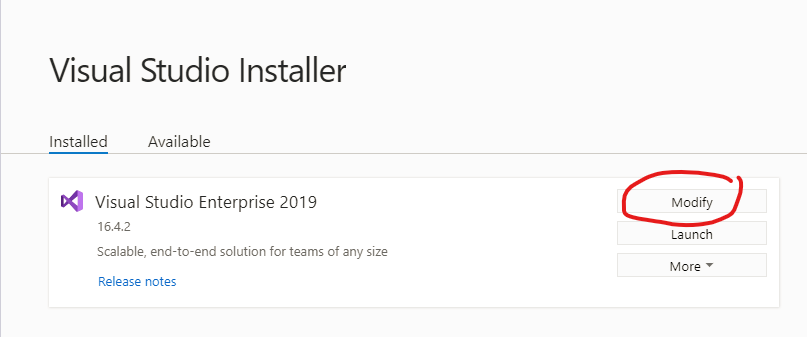 Visual Studio Installer
Installed Available
Visual Studio Enterprise 2019 Modify
16.4.2
Launch
Scalable, end-to-end solution for teams of any size
More
Release notes